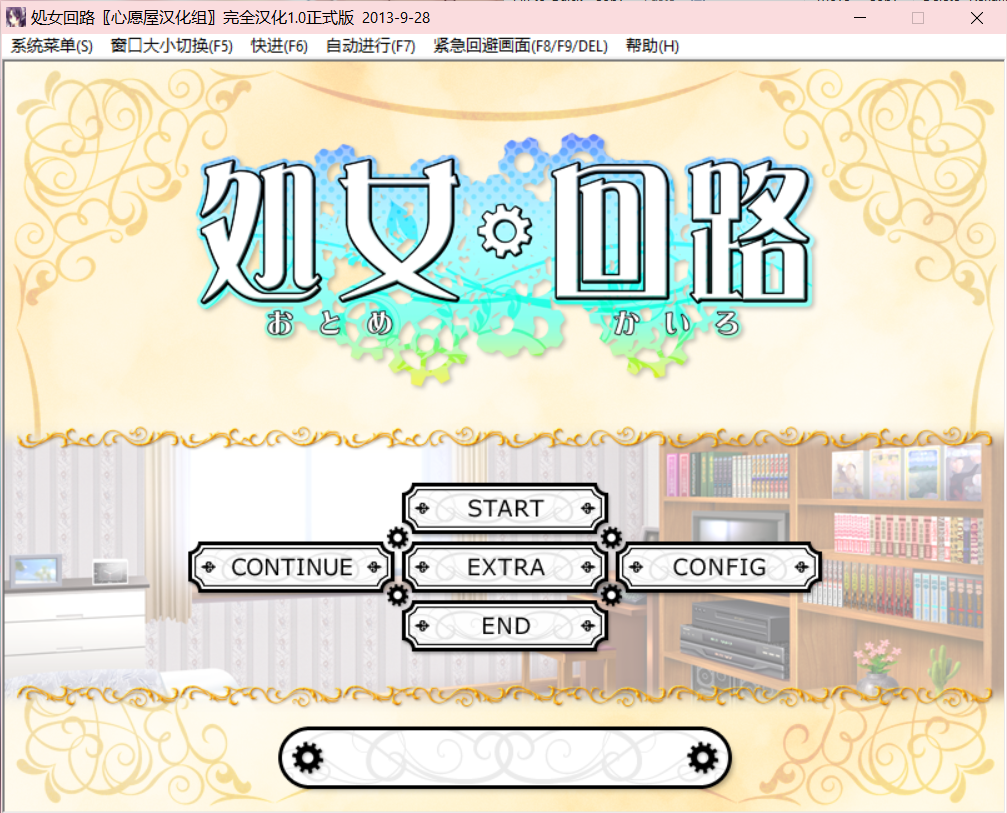 处女回路〖心愿屋汉化组〗完全汉化1.0正式版 2013-9-28
系统菜单(S) 窗口大小切换(F5) 快进(F6) 自动进行(F7) 紧急回避画面(F8/F9/DEL) 帮助(H)
処女回路
おとめ かいろ
START
CONTINUE EXTRA CONFIG
END